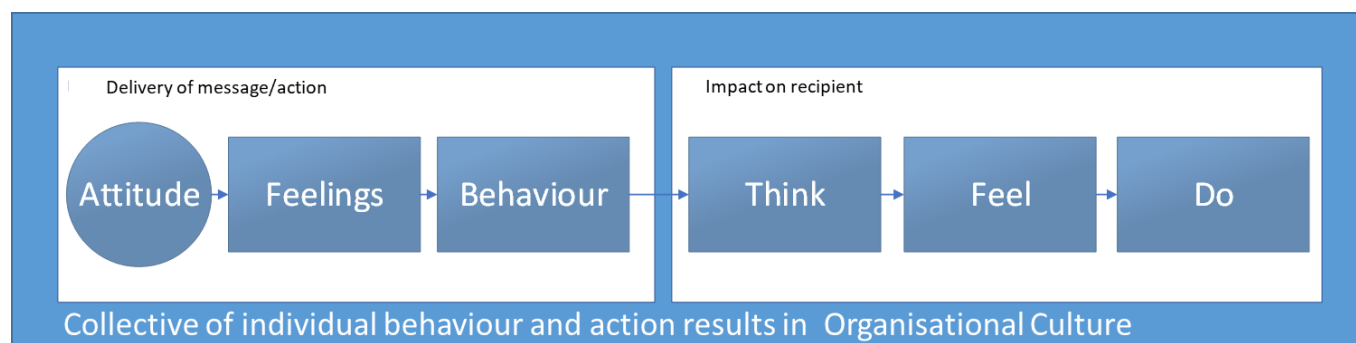 Delivery of message/action
Impact on recipient
Attitude
Feelings
Behaviour
Think
Feel
Do
Collective of individual behaviour and action results in  Organisational Culture